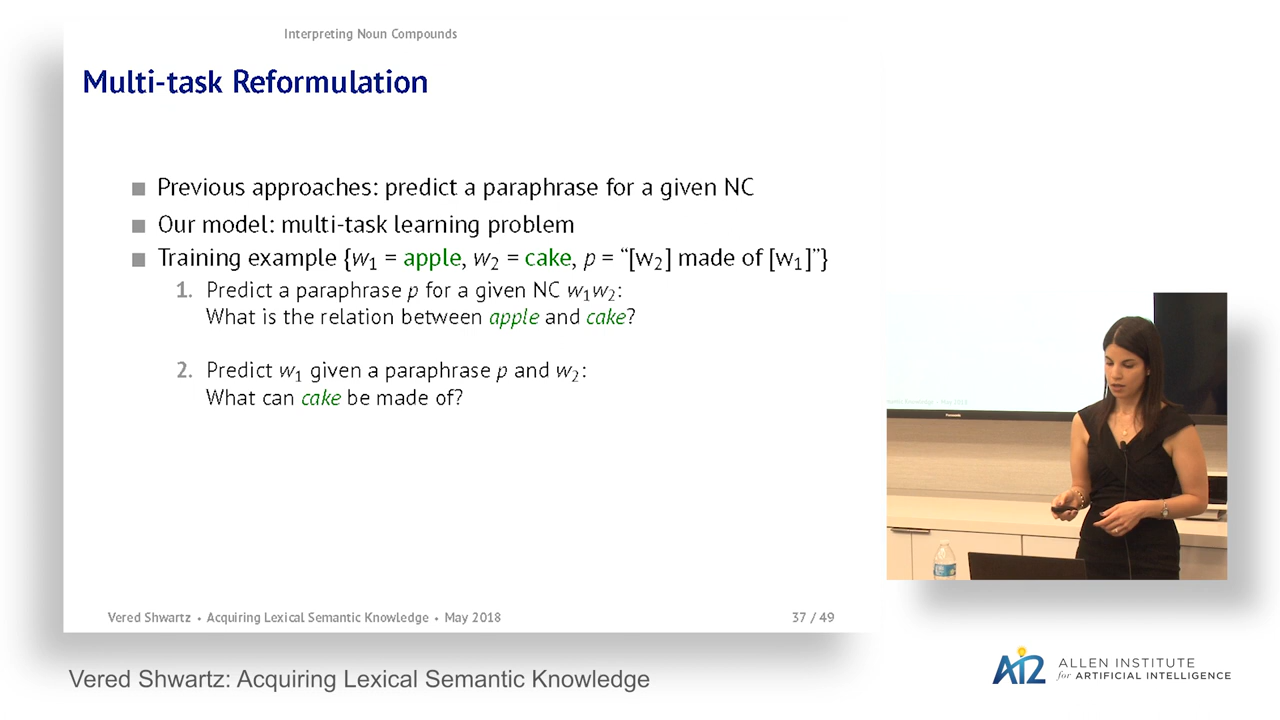 Interpreting Noun Compounds
Multi-task Reformulation
Previous approaches: predict a paraphrase for a given NC
Our model: multi-task learning problem
Training example {w1 = apple, w2 = cake, p = “[w2] made of [w1]”}
1. Predict a paraphrase p for a given NC w1w2:
What is the relation between apple and cake?
2. Predict w1 given a paraphrase p and w2:
What can cake be made of?
Vered Shwartz • Acquiring Lexical Semantic Knowledge • May 2018
37 / 49
Vered Shwartz: Acquiring Lexical Semantic Knowledge
AI2
ALLEN INSTITUTE
for ARTIFICIAL INTELLIGENCE